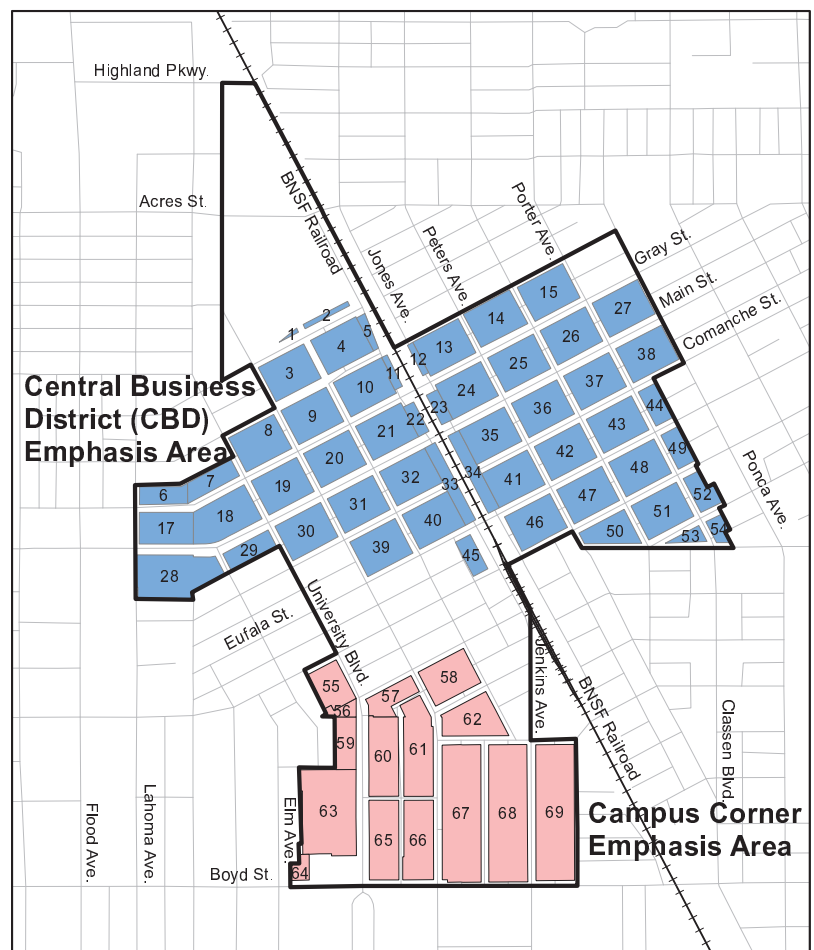 Highland Pkwy.
Acres St.
BNSF Railroad
Jones Ave.
Peters Ave.
Porter Ave.
Gray St.
Main St.
Comanche St.
Ponca Ave.
Central Business
District (CBD)
Emphasis Area
1
2
3
4
5
6
7
8
9
10
11
12
13
14
15
16
17
18
19
20
21
22
23
24
25
26
27
28
29
30
31
32
33
34
35
36
37
38
39
40
41
42
43
44
45
46
47
48
49
50
51
52
53
54
Eufala St.
University Blvd.
Jenkins Ave.
BNSF Railroad
Classen Blvd.
55
56
57
58
59
60
61
62
63
64
65
66
67
68
69
Campus Corner
Emphasis Area
Flood Ave.
Lahoma Ave.
Elm Ave.
Boyd St.